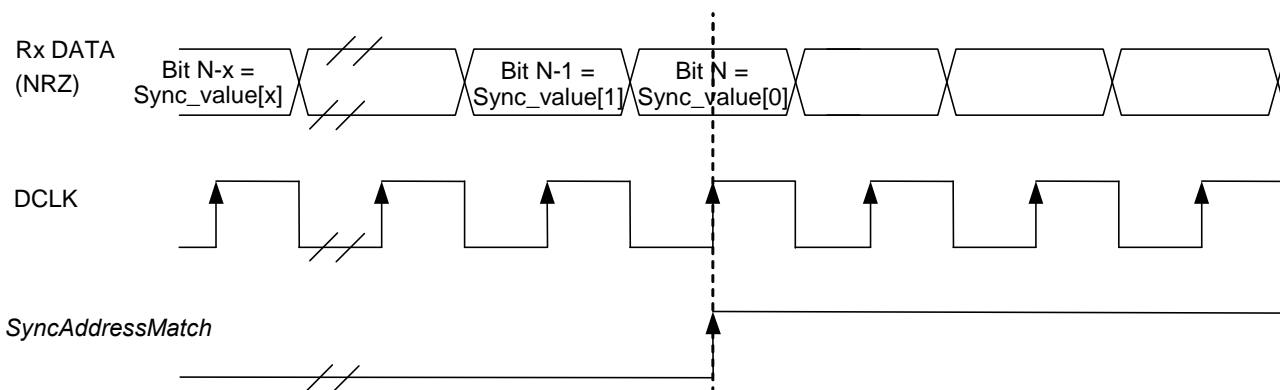 Rx DATA
(NRZ)
Bit N-x =
Sync_value[x]
Bit N-1 =
Sync_value[1]
Bit N =
Sync_value[0]
DCLK
SyncAddressMatch